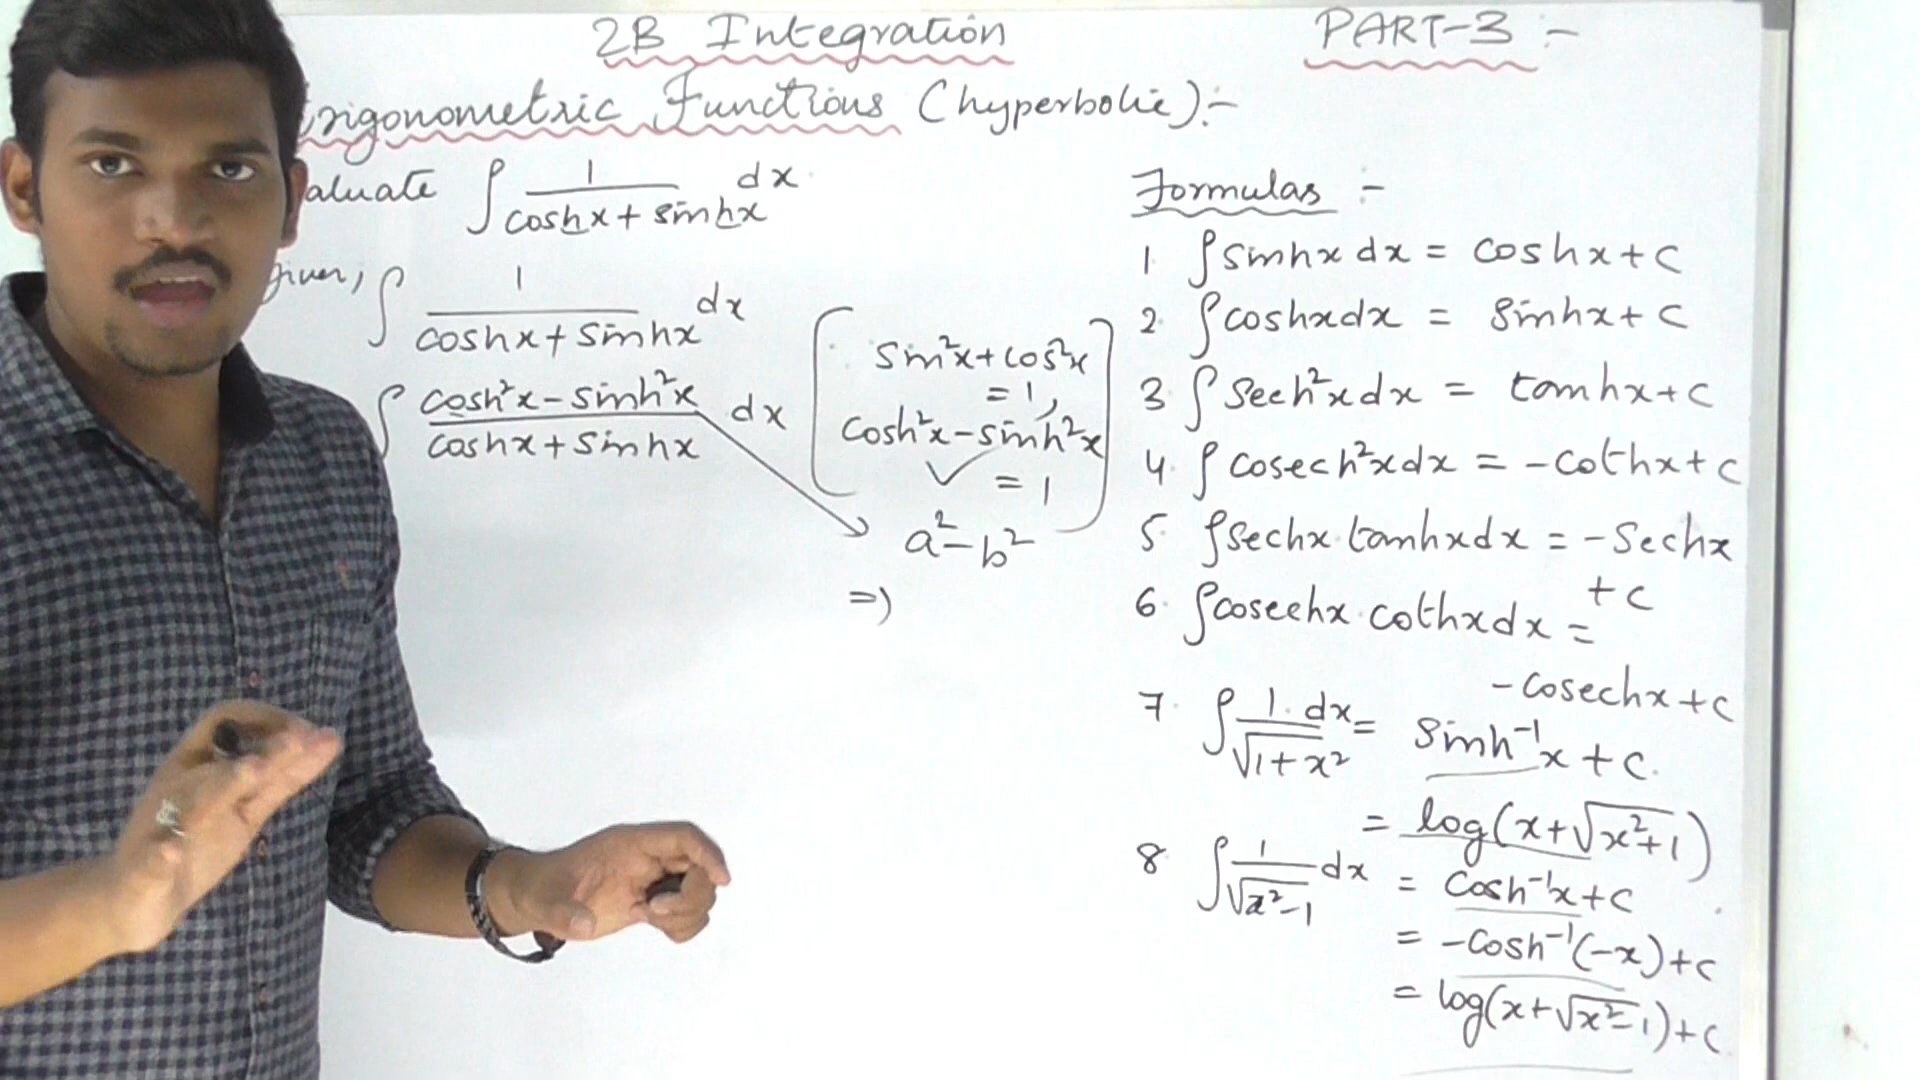 2B Integration PART-3 :-
rigonometric Functions (hyperbolic):-
aluate ∫ 1/(coshx + sinhx) dx
given, ∫ 1/(coshx + sinhx) dx
∫ (cosh²x - sinh²x)/(coshx + sinhx) dx
sin²x + cos²x
= 1,
cosh²x - sinh²x
= 1
a² - b²
=>
Formulas :-
1. ∫ sinhx dx = coshx + c
2. ∫ coshx dx = sinhx + c
3 ∫ sech²x dx = tanhx + c
4. ∫ cosech²x dx = -cothx + c
5. ∫ sechx. tanhx dx = -sechx
+ c
6. ∫ cosechx. cothx dx =
-cosechx + c
7. ∫ 1/√(1+x²) . dx = sinh⁻¹x + c.
= log(x + √(x²+1))
8 ∫ 1/√(x²-1) dx = cosh⁻¹x + c
= -cosh⁻¹(-x) + c
= log(x + √(x²-1)) + c